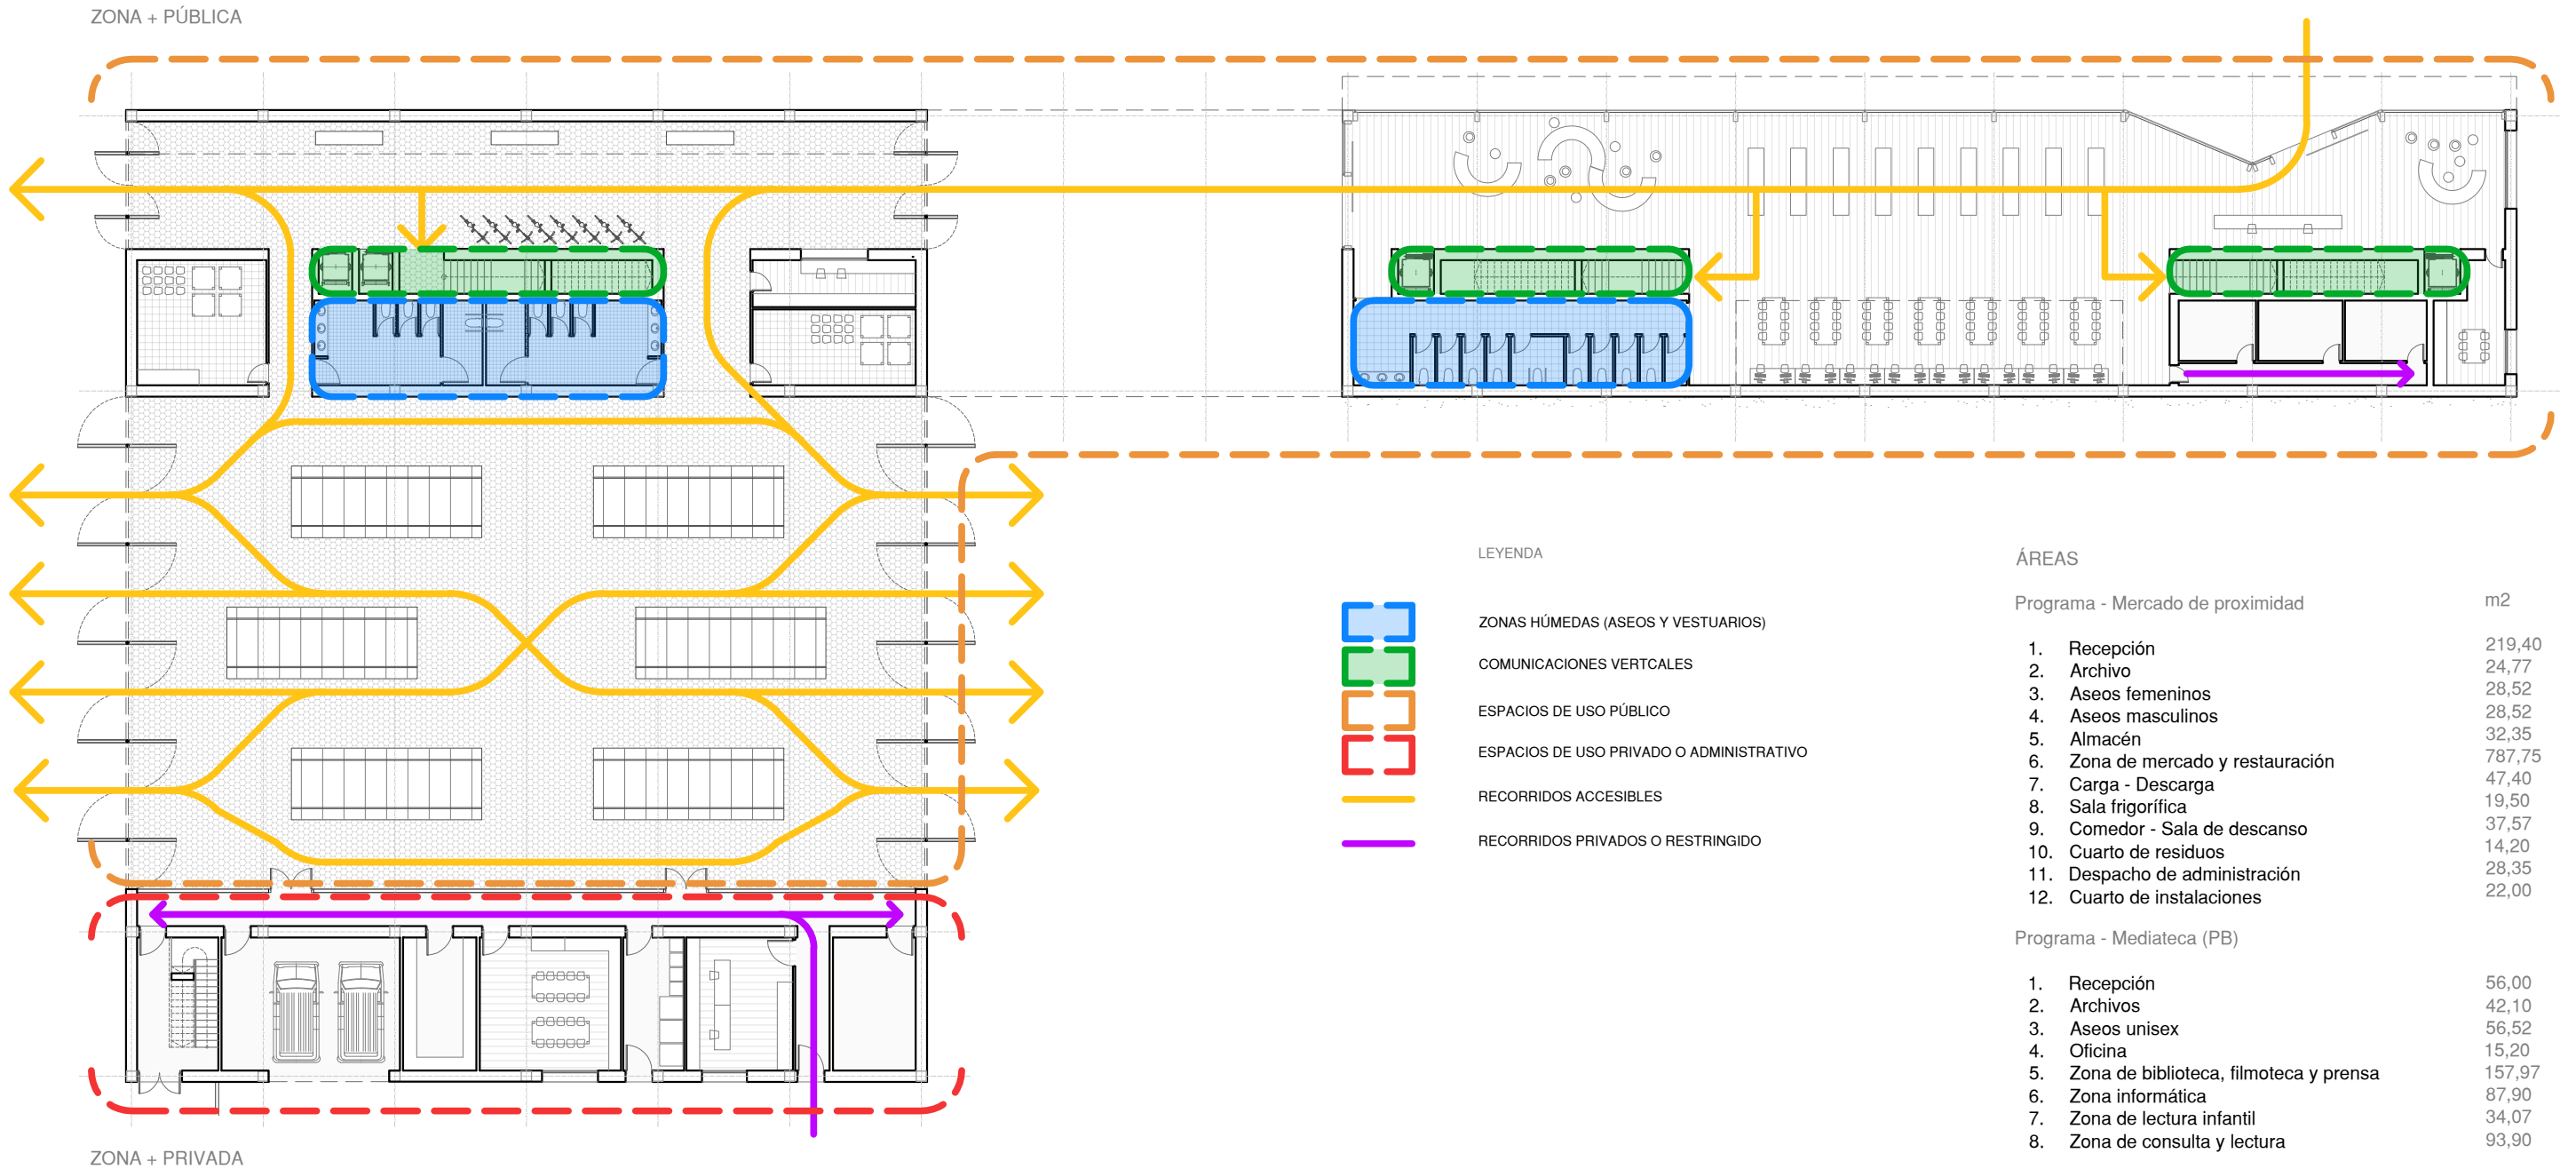 ZONA + PÚBLICA
LEYENDA
ZONAS HÚMEDAS (ASEOS Y VESTUARIOS)
COMUNICACIONES VERTCALES
ESPACIOS DE USO PÚBLICO
ESPACIOS DE USO PRIVADO O ADMINISTRATIVO
RECORRIDOS ACCESIBLES
RECORRIDOS PRIVADOS O RESTRINGIDO
ÁREAS
Programa - Mercado de proximidad m2
1. Recepción 219,40
2. Archivo 24,77
3. Aseos femeninos 28,52
4. Aseos masculinos 28,52
5. Almacén 32,35
6. Zona de mercado y restauración 787,75
7. Carga - Descarga 47,40
8. Sala frigorífica 19,50
9. Comedor - Sala de descanso 37,57
10. Cuarto de residuos 14,20
11. Despacho de administración 28,35
12. Cuarto de instalaciones 22,00
Programa - Mediateca (PB)
1. Recepción 56,00
2. Archivos 42,10
3. Aseos unisex 56,52
4. Oficina 15,20
5. Zona de biblioteca, filmoteca y prensa 157,97
6. Zona informática 87,90
7. Zona de lectura infantil 34,07
8. Zona de consulta y lectura 93,90
ZONA + PRIVADA